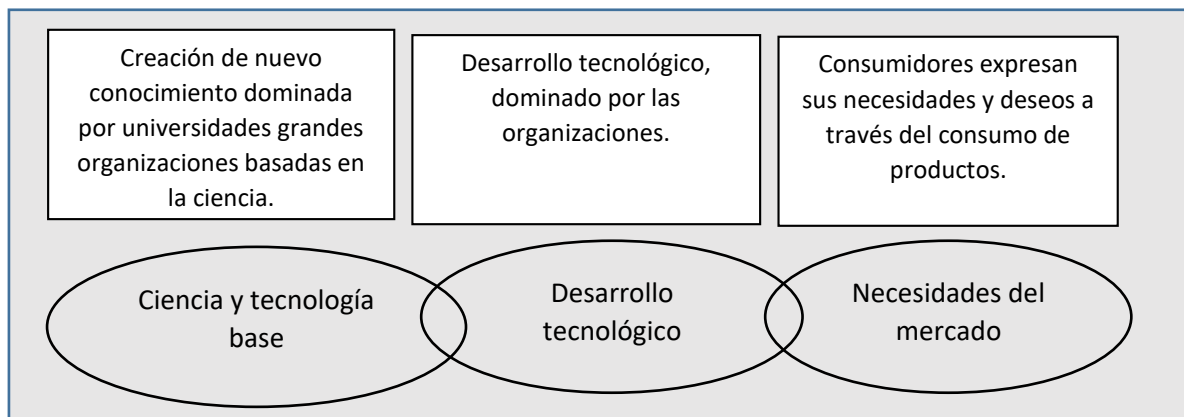 Creación de nuevo
conocimiento dominada
por universidades grandes
organizaciones basadas en
la ciencia.
Desarrollo tecnológico,
dominado por las
organizaciones.
Consumidores expresan
sus necesidades y deseos a
través del consumo de
productos.
Ciencia y tecnología
base
Desarrollo
tecnológico
Necesidades del
mercado